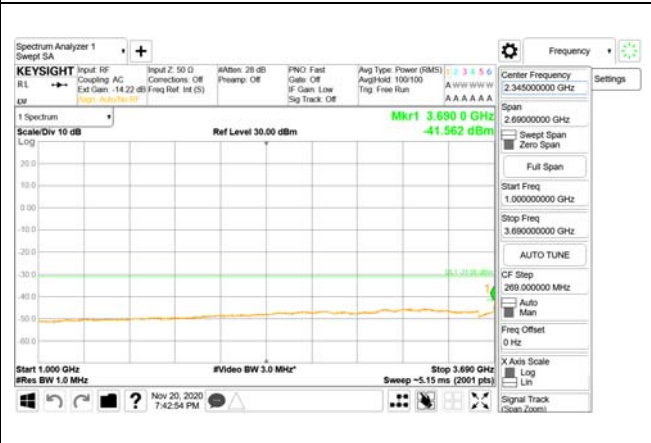 Spectrum Analyzer 1
Swept SA
+
Frequency
KEYSIGHT
RL
Input: RF
Coupling: AC
Ext Gain: -14.22 dB
Align: Auto/No RF
Input Z: 50 Ω
Corrections: Off
Freq Ref: Int (S)
#Atten: 28 dB
Preamp: Off
PNO: Fast
Gate: Off
IF Gain: Low
Sig Track: Off
Avg Type: Power (RMS)
Avg|Hold: 100/100
Trig: Free Run
1 2 3 4 5 6
A W W W W W
A A A A A A
1 Spectrum
Scale/Div 10 dB
Log
Ref Level 30.00 dBm
Mkr1 3.690 0 GHz
-41.562 dBm
20.0
10.0
0.00
-10.0
-20.0
-30.0
-40.0
-50.0
-60.0
1
Start 1.000 GHz
#Res BW 1.0 MHz
#Video BW 3.0 MHz*
Stop 3.690 GHz
Sweep ~5.15 ms (2001 pts)
Nov 20, 2020
7:42:54 PM
Center Frequency
2.345000000 GHz
Settings
Span
2.69000000 GHz
Swept Span
Zero Span
Full Span
Start Freq
1.000000000 GHz
Stop Freq
3.690000000 GHz
AUTO TUNE
CF Step
269.000000 MHz
Auto
Man
Freq Offset
0 Hz
X Axis Scale
Log
Lin
Signal Track
(Span Zoom)